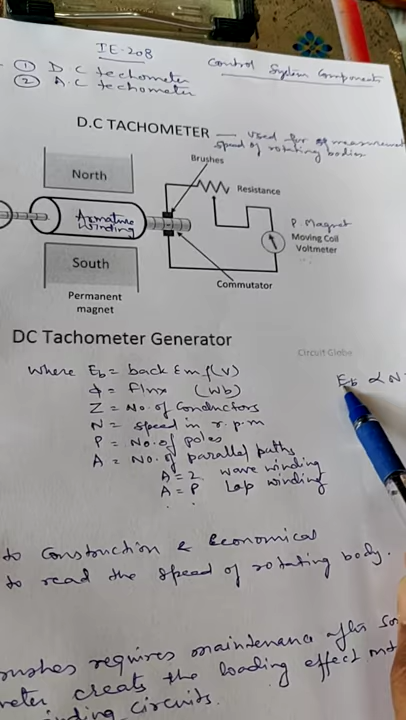 IE-208
Control System Components
① D.C techometer
② A.C techometer
D.C TACHOMETER — used for measurement
speed of rotating bodies
Brushes
North
Resistance
Armature
Winding
P. Magnet
Moving Coil
Voltmeter
South
Commutator
Permanent
magnet
DC Tachometer Generator
Circuit Globe
Where Eb = back Emf (V)
ϕ = Flux (Wb)
Eb ∝ N
Z = No. of Conductors
N = speed in r.p.m
P = No. of poles
A = No. of parallel paths
A = 2 wave winding
A = P Lap winding
to Construction & Economical
to read the speed of rotating body.
brushes requires maintenance after
meter creats the loading effect
circuits.